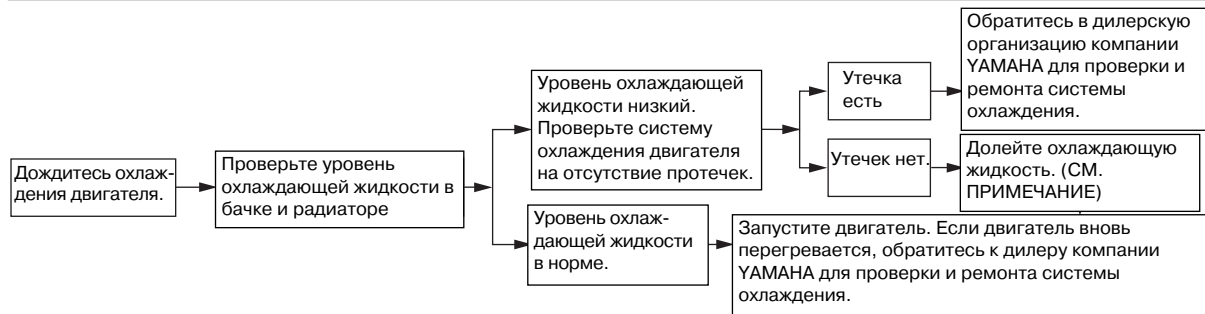 Дождитесь охлаж-
дения двигателя.
Проверьте уровень
охлаждающей жидкости в
бачке и радиаторе
Уровень охлаждающей
жидкости низкий.
Проверьте систему
охлаждения двигателя
на отсутствие протечек.
Утечка
есть
Обратитесь в дилерскую
организацию компании
YAMAHA для проверки и
ремонта системы
охлаждения.
Утечек нет.
Долейте охлаждающую
жидкость. (СМ.
ПРИМЕЧАНИЕ)
Уровень охлаж-
дающей жидкости
в норме.
Запустите двигатель. Если двигатель вновь
перегревается, обратитесь к дилеру компании
YAMAHA для проверки и ремонта системы
охлаждения.